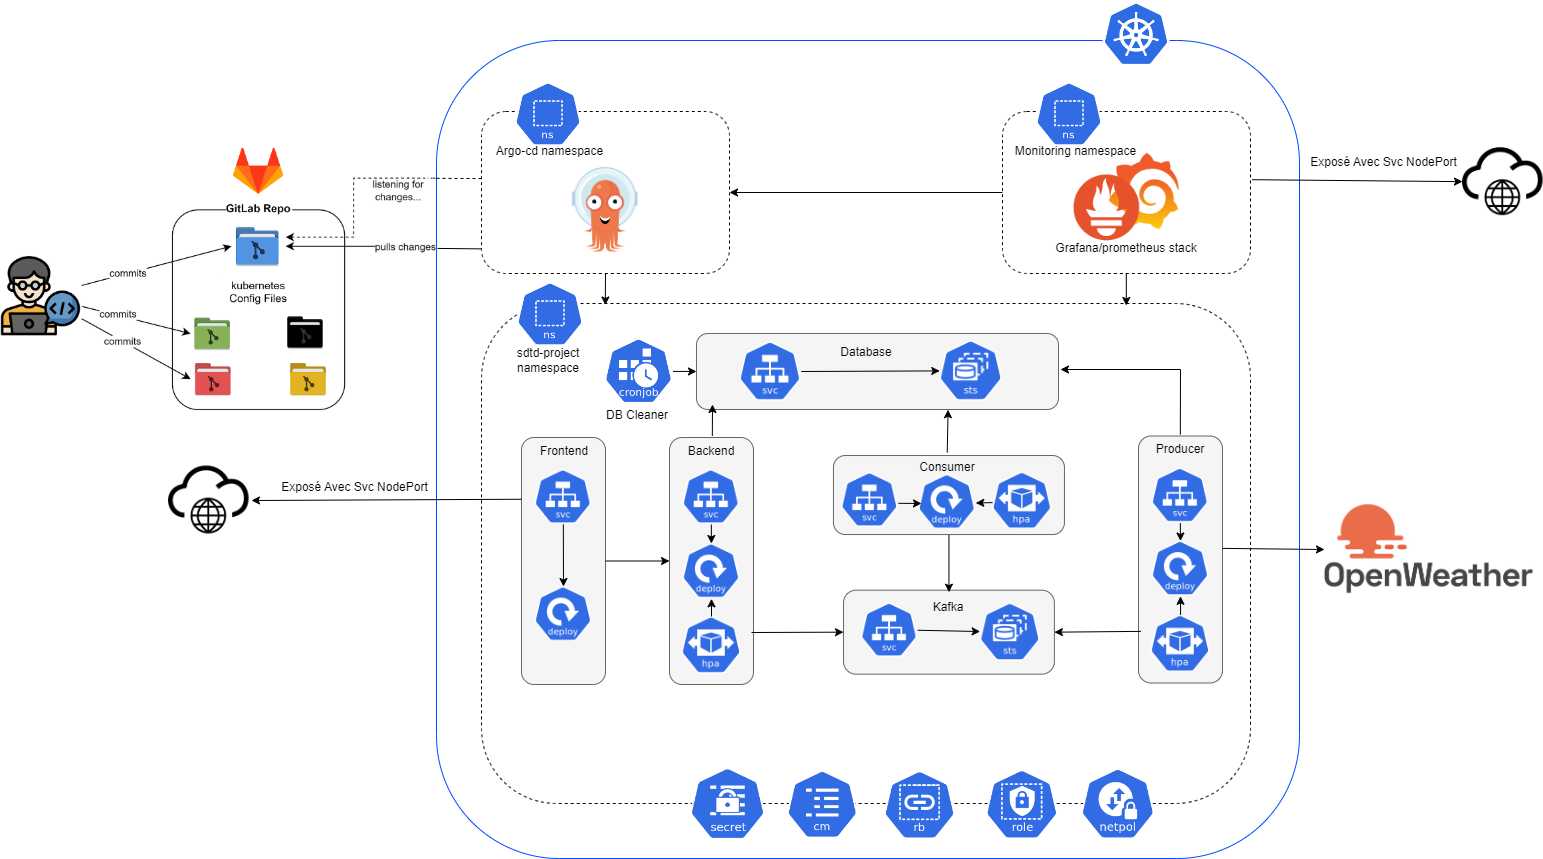 ns
Argo-cd namespace
ns
Monitoring namespace
Exposé Avec Svc NodePort
listening for
changes...
GitLab Repo
pulls changes
Grafana/prometheus stack
commits
kubernetes
Config Files
commits
commits
ns
sdtd-project
namespace
cronjob
DB Cleaner
Database
svc
sts
Frontend
svc
deploy
Backend
svc
deploy
hpa
Consumer
svc
deploy
hpa
Kafka
svc
sts
Producer
svc
deploy
hpa
Exposé Avec Svc NodePort
OpenWeather
secret
cm
rb
role
netpol